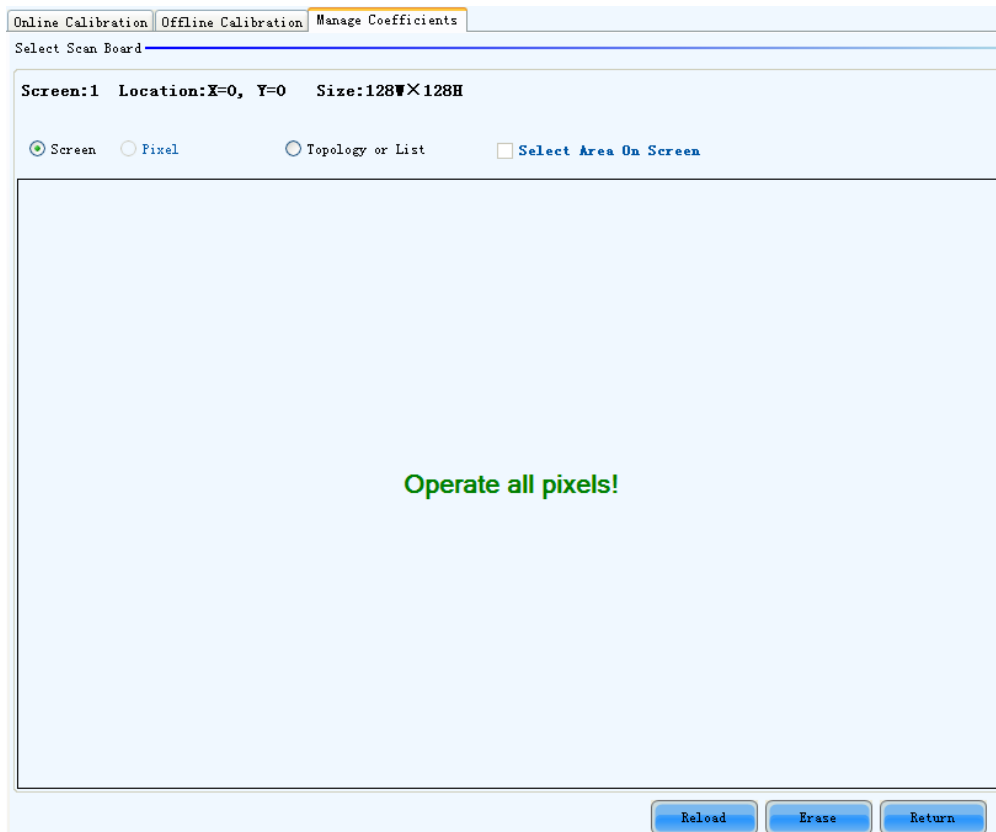 Online Calibration Offline Calibration Manage Coefficients
Select Scan Board
Screen:1 Location:X=0, Y=0 Size:128W×128H
Screen Pixel Topology or List Select Area On Screen
Operate all pixels!
Reload Erase Return